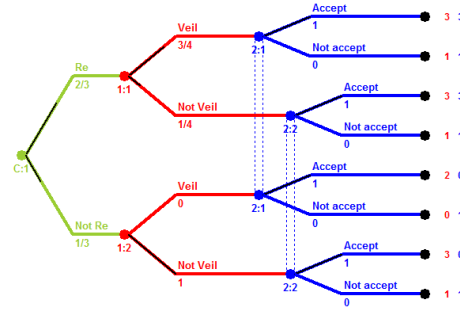 Accept
Veil
1
3
3/4
2:1
Not accept
0
1
Re
2/3
1:1
Accept
Not Veil
1
3
1/4
2:2
Not accept
0
1
C:1
Accept
Veil
1
2
0
2:1
Not accept
0
0
Not Re
1/3
1:2
Accept
Not Veil
1
3
1
2:2
Not accept
0
1